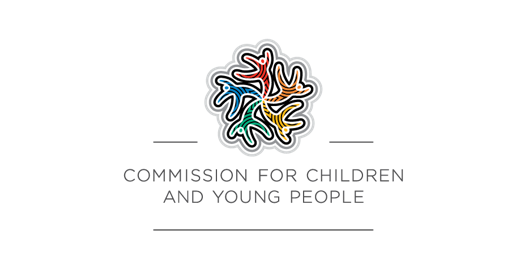 COMMISSION FOR CHILDREN
AND YOUNG PEOPLE